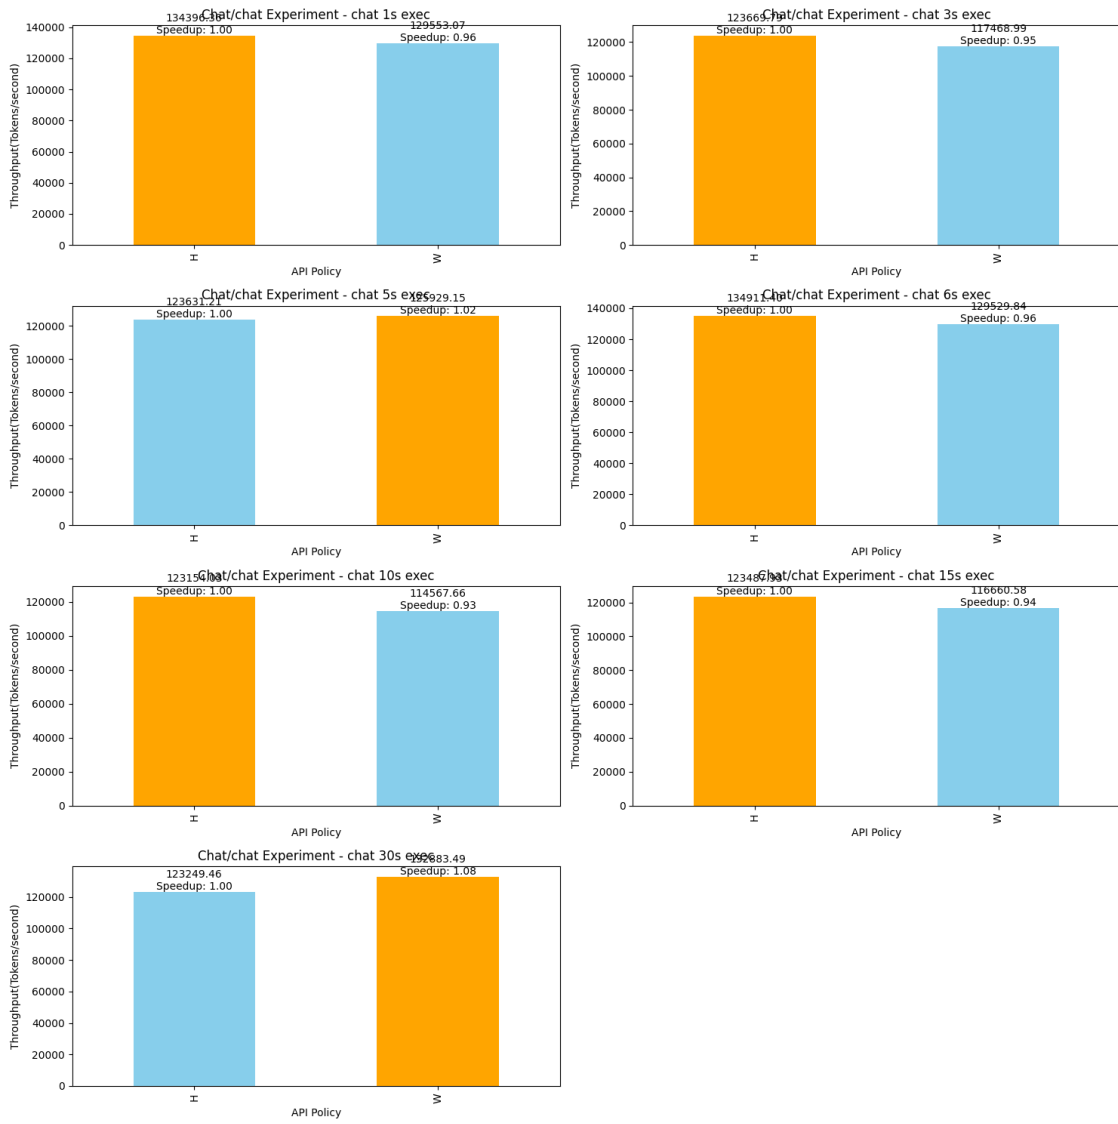 Chat/chat Experiment - chat 1s exec
134396.36
Speedup: 1.00
129553.07
Speedup: 0.96
Throughput(Tokens/second)
140000
120000
100000
80000
60000
40000
20000
0
H
W
API Policy
Chat/chat Experiment - chat 3s exec
123669.79
Speedup: 1.00
117468.99
Speedup: 0.95
Throughput(Tokens/second)
120000
100000
80000
60000
40000
20000
0
H
W
API Policy
Chat/chat Experiment - chat 5s exec
123631.21
Speedup: 1.00
125929.15
Speedup: 1.02
Throughput(Tokens/second)
120000
100000
80000
60000
40000
20000
0
H
W
API Policy
Chat/chat Experiment - chat 6s exec
134911.40
Speedup: 1.00
129529.84
Speedup: 0.96
Throughput(Tokens/second)
140000
120000
100000
80000
60000
40000
20000
0
H
W
API Policy
Chat/chat Experiment - chat 10s exec
123154.03
Speedup: 1.00
114567.66
Speedup: 0.93
Throughput(Tokens/second)
120000
100000
80000
60000
40000
20000
0
H
W
API Policy
Chat/chat Experiment - chat 15s exec
123487.93
Speedup: 1.00
116660.58
Speedup: 0.94
Throughput(Tokens/second)
120000
100000
80000
60000
40000
20000
0
H
W
API Policy
Chat/chat Experiment - chat 30s exec
123249.46
Speedup: 1.00
132883.49
Speedup: 1.08
Throughput(Tokens/second)
120000
100000
80000
60000
40000
20000
0
H
W
API Policy